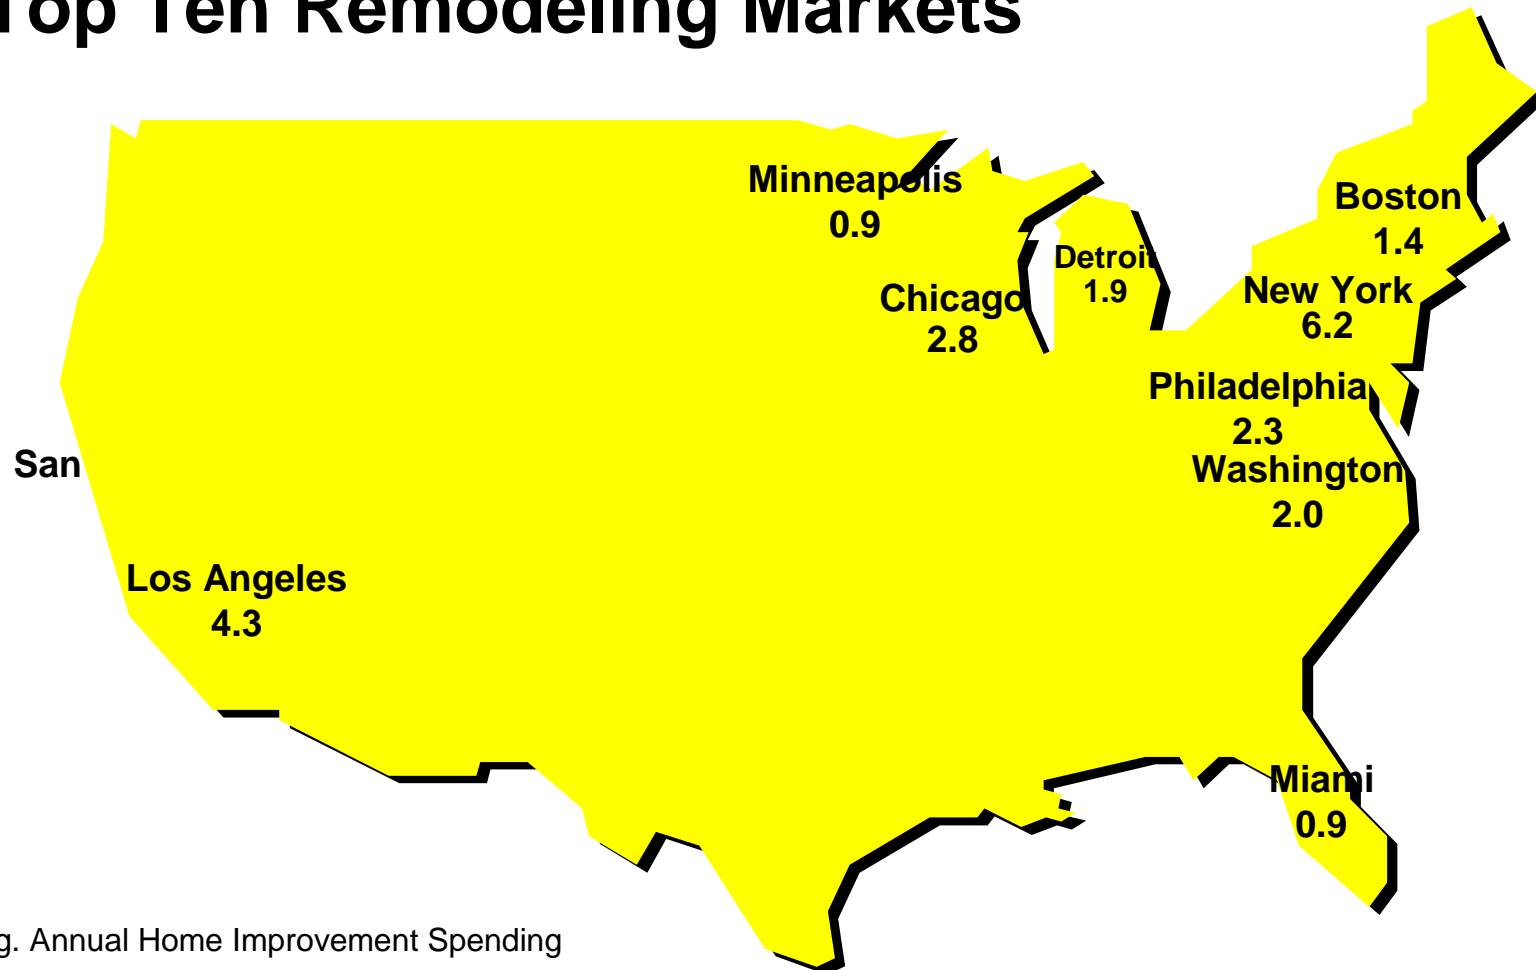 Top Ten Remodeling Markets
Minneapolis
0.9
Boston
1.4
Detroit
1.9
Chicago
2.8
New York
6.2
Philadelphia
2.3
San
Washington
2.0
Los Angeles
4.3
Miami
0.9
g. Annual Home Improvement Spending